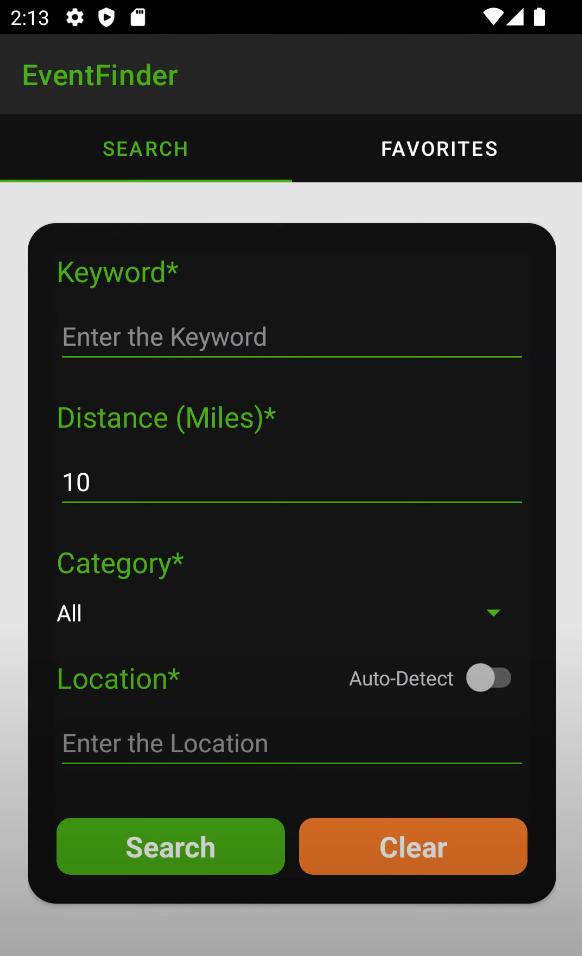 2:13
EventFinder
SEARCH FAVORITES
Keyword*
Enter the Keyword
Distance (Miles)*
10
Category*
All
Location* Auto-Detect
Enter the Location
Search Clear